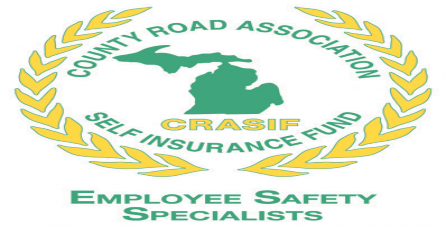 COUNTY ROAD ASSOCIATION
CRASIF
SELF INSURANCE FUND
EMPLOYEE SAFETY
SPECIALISTS